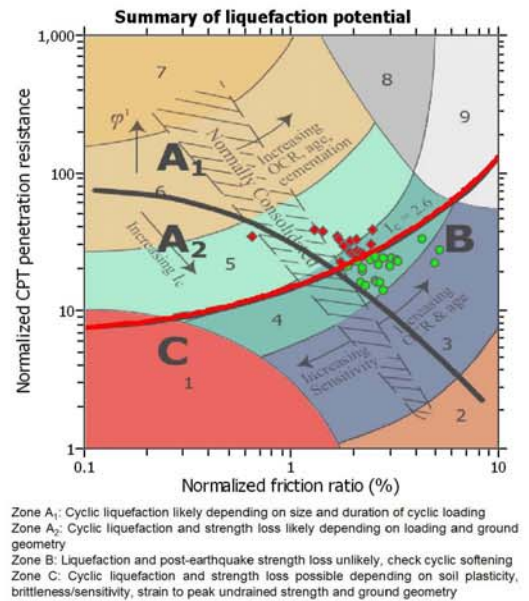 Summary of liquefaction potential
Normalized CPT penetration resistance
1,000
100
10
1
7
8
9
φ'
A1
Increasing
OCR, age,
cementation
Normally Consolidated
6
A2
Increasing Ic
5
Ic = 2.6
B
4
Increasing
OCR & age
3
Increasing
Sensitivity
C
1
2
0.1
1
10
Normalized friction ratio (%)
Zone A1: Cyclic liquefaction likely depending on size and duration of cyclic loading
Zone A2: Cyclic liquefaction and strength loss likely depending on loading and ground
geometry
Zone B: Liquefaction and post-earthquake strength loss unlikely, check cyclic softening
Zone C: Cyclic liquefaction and strength loss possible depending on soil plasticity,
brittleness/sensitivity, strain to peak undrained strength and ground geometry